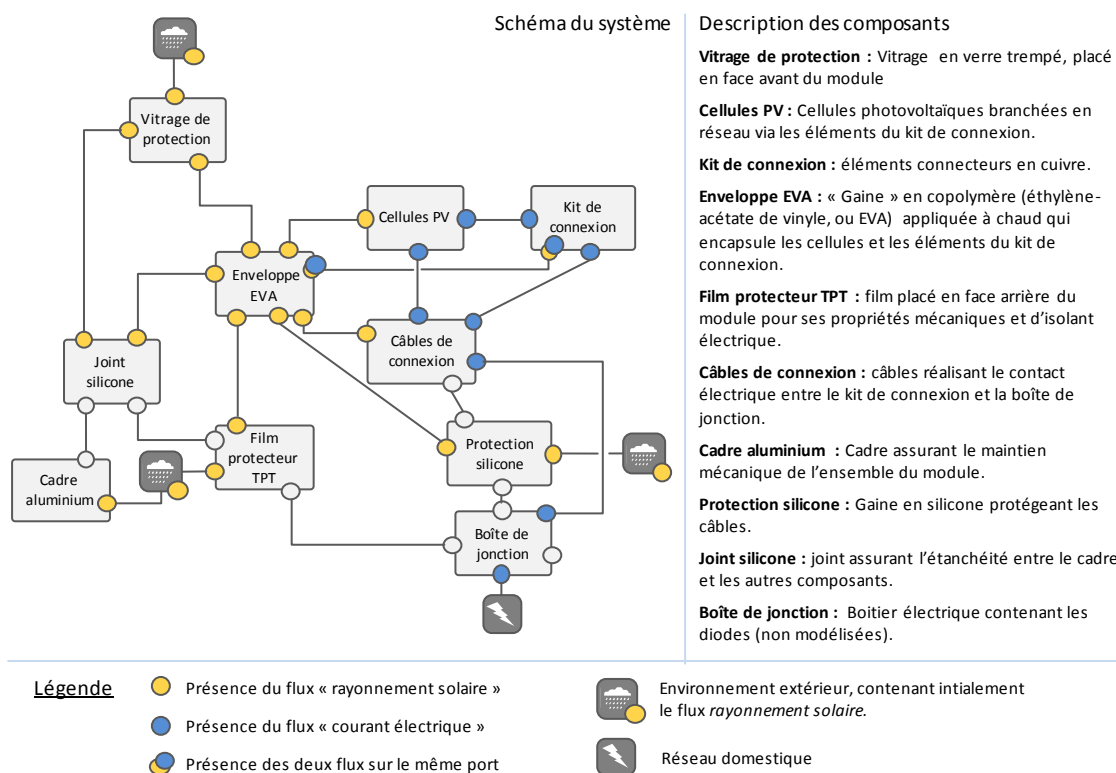 Schéma du système
Vitrage de
protection
Cellules PV
Kit de
connexion
Enveloppe
EVA
Câbles de
connexion
Joint
silicone
Film
protecteur
TPT
Protection
silicone
Cadre
aluminium
Boîte de
jonction
Description des composants
Vitrage de protection : Vitrage en verre trempé, placé
en face avant du module
Cellules PV : Cellules photovoltaïques branchées en
réseau via les éléments du kit de connexion.
Kit de connexion : éléments connecteurs en cuivre.
Enveloppe EVA : « Gaine » en copolymère (éthylène-
acétate de vinyle, ou EVA) appliquée à chaud qui
encapsule les cellules et les éléments du kit de
connexion.
Film protecteur TPT : film placé en face arrière du
module pour ses propriétés mécaniques et d'isolant
électrique.
Câbles de connexion : câbles réalisant le contact
électrique entre le kit de connexion et la boîte de
jonction.
Cadre aluminium : Cadre assurant le maintien
mécanique de l'ensemble du module.
Protection silicone : Gaine en silicone protégeant les
câbles.
Joint silicone : joint assurant l'étanchéité entre le cadre
et les autres composants.
Boîte de jonction : Boitier électrique contenant les
diodes (non modélisées).
Légende
Présence du flux « rayonnement solaire »
Présence du flux « courant électrique »
Présence des deux flux sur le même port
Environnement extérieur, contenant intialement
le flux rayonnement solaire.
Réseau domestique